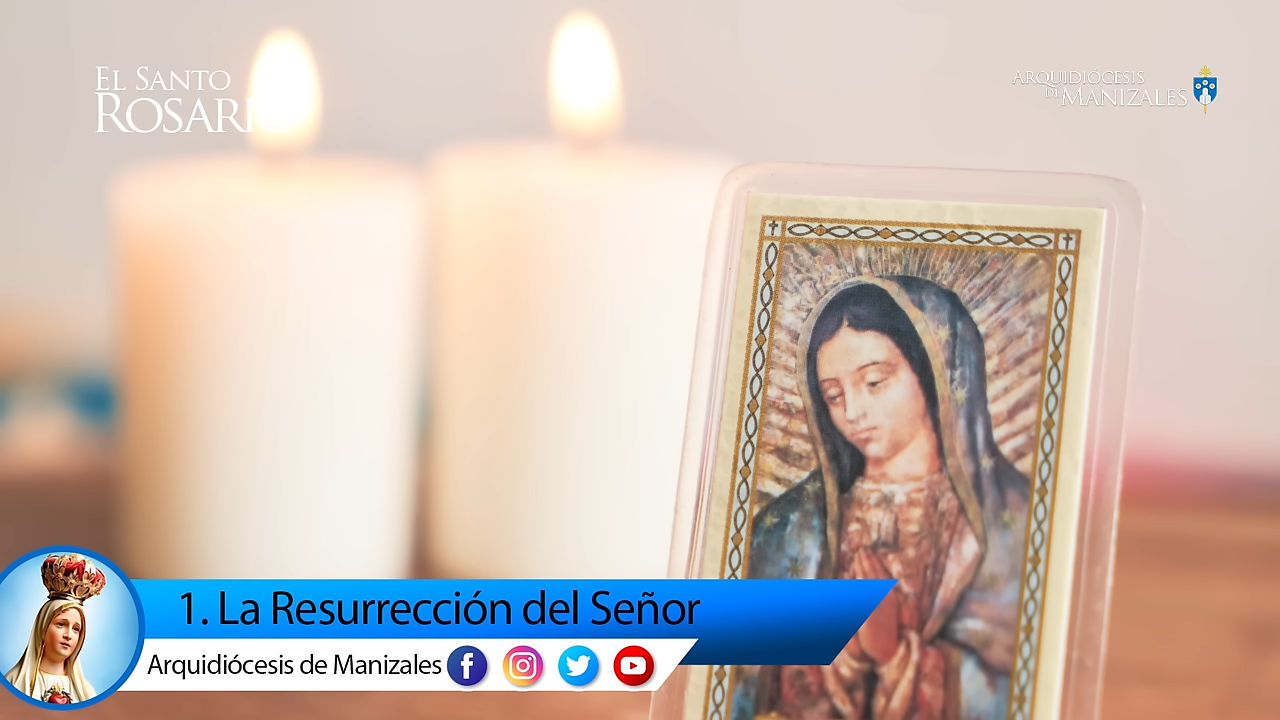 EL SANTO
ROSARI
ARQUIDIÓCESIS
DE MANIZALES
1. La Resurrección del Señor
Arquidiócesis de Manizales